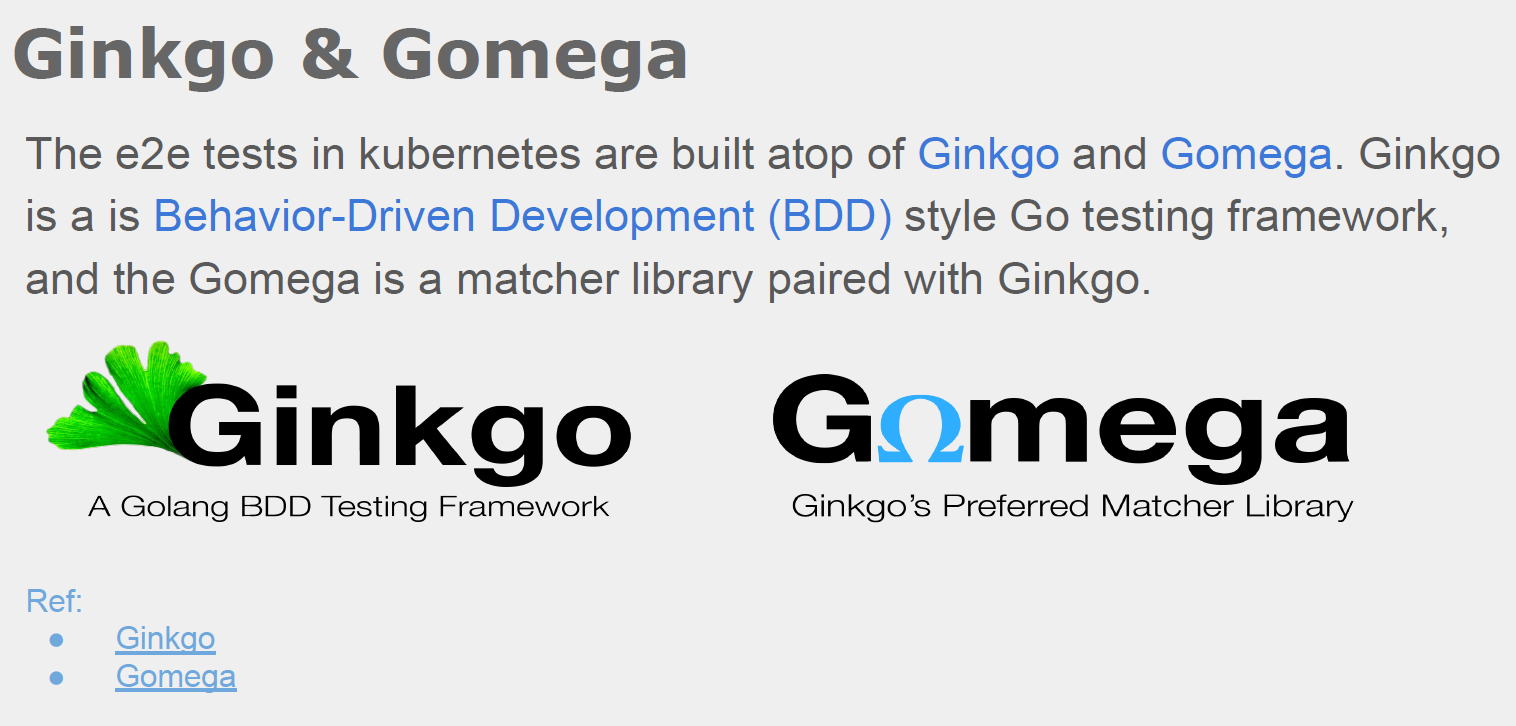 Ginkgo & Gomega
The e2e tests in kubernetes are built atop of Ginkgo and Gomega. Ginkgo
is a is Behavior-Driven Development (BDD) style Go testing framework,
and the Gomega is a matcher library paired with Ginkgo.
Ginkgo
A Golang BDD Testing Framework
GΩmega
Ginkgo’s Preferred Matcher Library
Ref:
● Ginkgo
● Gomega